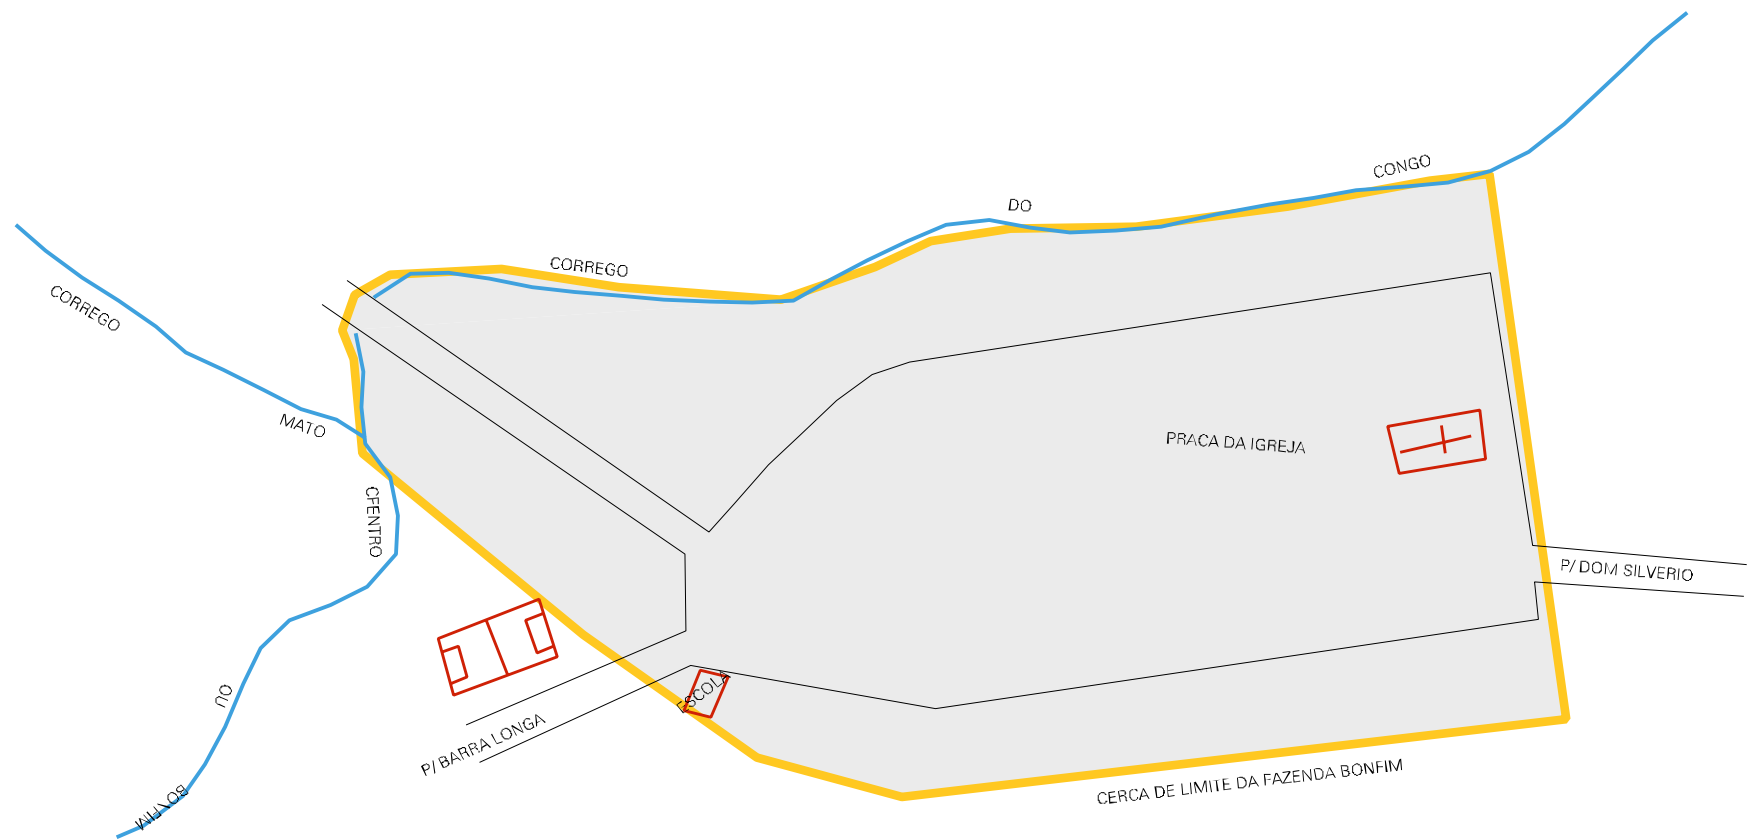 CONGO
DO
CORREGO
CORREGO
MATO
PRACA DA IGREJA
CFENTRO
P/ DOM SILVERIO
ESCOLA
OU
P/ BARRA LONGA
CERCA DE LIMITE DA FAZENDA BONFIM
BONFIM